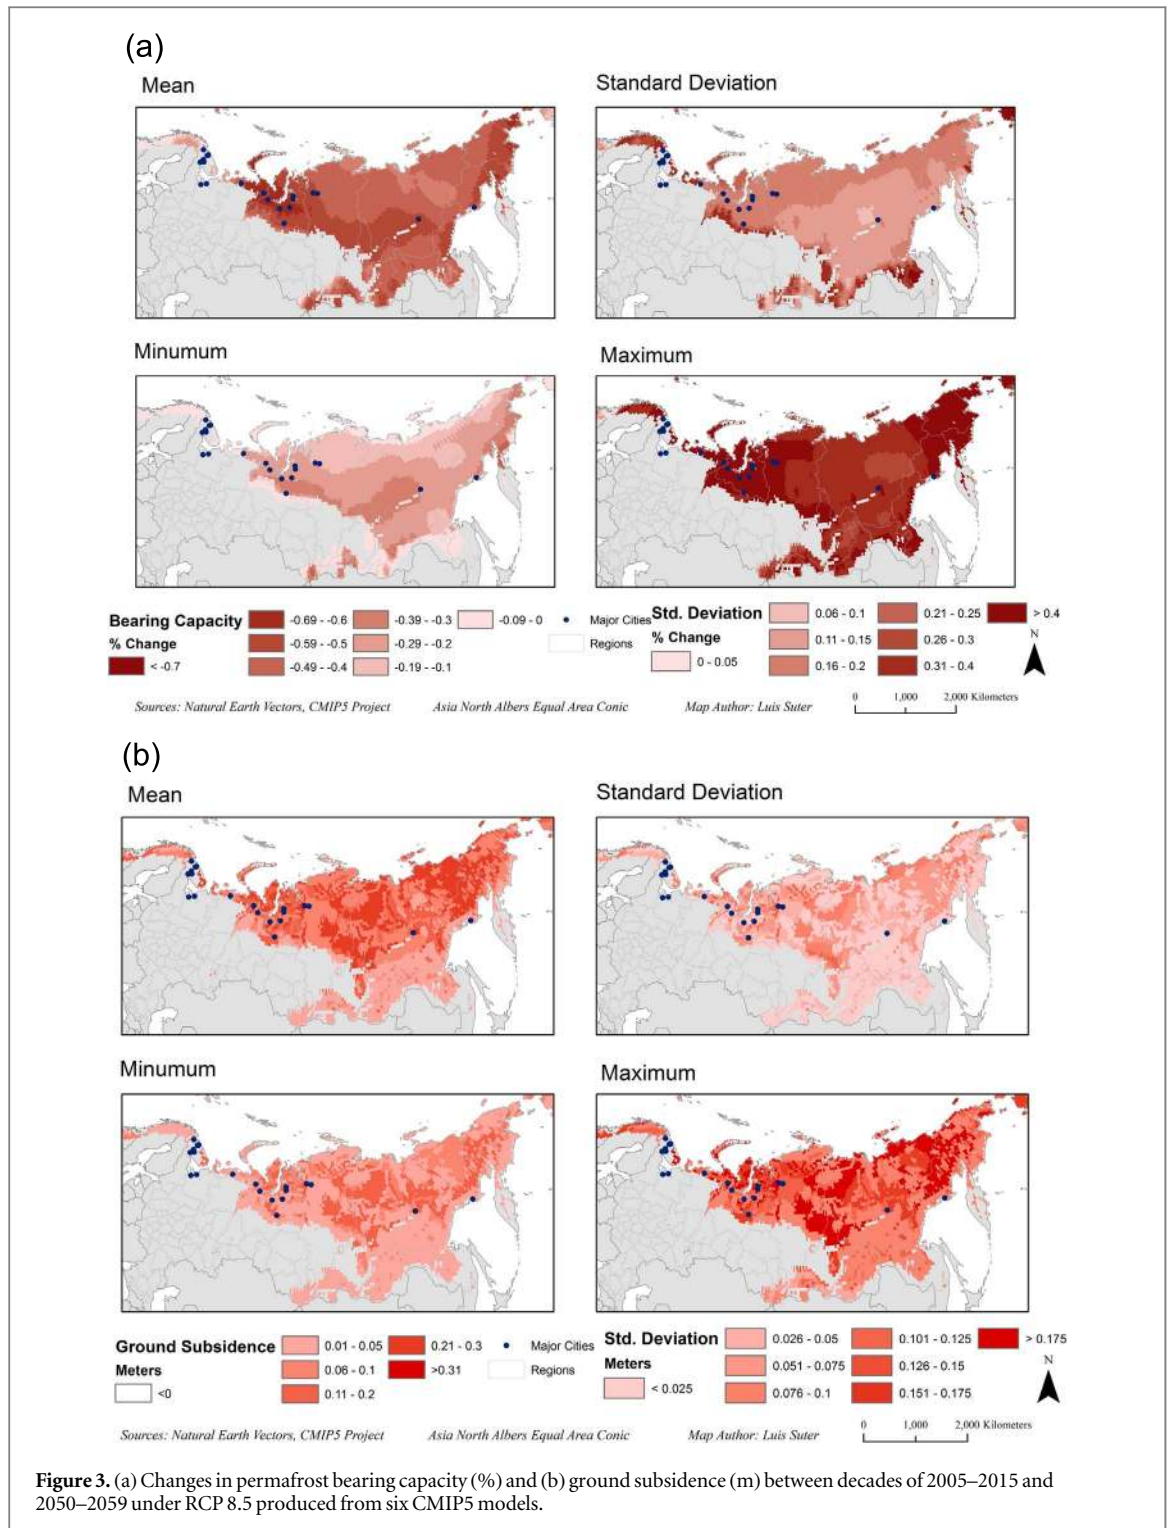 (a)
Mean
Standard Deviation
Minumum
Maximum
Bearing Capacity
% Change
< -0.7
-0.69 - -0.6
-0.59 - -0.5
-0.49 - -0.4
-0.39 - -0.3
-0.29 - -0.2
-0.19 - -0.1
-0.09 - 0
Major Cities
Regions
Std. Deviation
% Change
0 - 0.05
0.06 - 0.1
0.11 - 0.15
0.16 - 0.2
0.21 - 0.25
0.26 - 0.3
0.31 - 0.4
> 0.4
N
Sources: Natural Earth Vectors, CMIP5 Project
Asia North Albers Equal Area Conic
Map Author: Luis Suter
0 1,000 2,000 Kilometers
(b)
Mean
Standard Deviation
Minumum
Maximum
Ground Subsidence
Meters
<0
0.01 - 0.05
0.06 - 0.1
0.11 - 0.2
0.21 - 0.3
>0.31
Major Cities
Regions
Std. Deviation
Meters
< 0.025
0.026 - 0.05
0.051 - 0.075
0.076 - 0.1
0.101 - 0.125
0.126 - 0.15
0.151 - 0.175
> 0.175
N
Sources: Natural Earth Vectors, CMIP5 Project
Asia North Albers Equal Area Conic
Map Author: Luis Suter
0 1,000 2,000 Kilometers
Figure 3. (a) Changes in permafrost bearing capacity (%) and (b) ground subsidence (m) between decades of 2005–2015 and
2050–2059 under RCP 8.5 produced from six CMIP5 models.